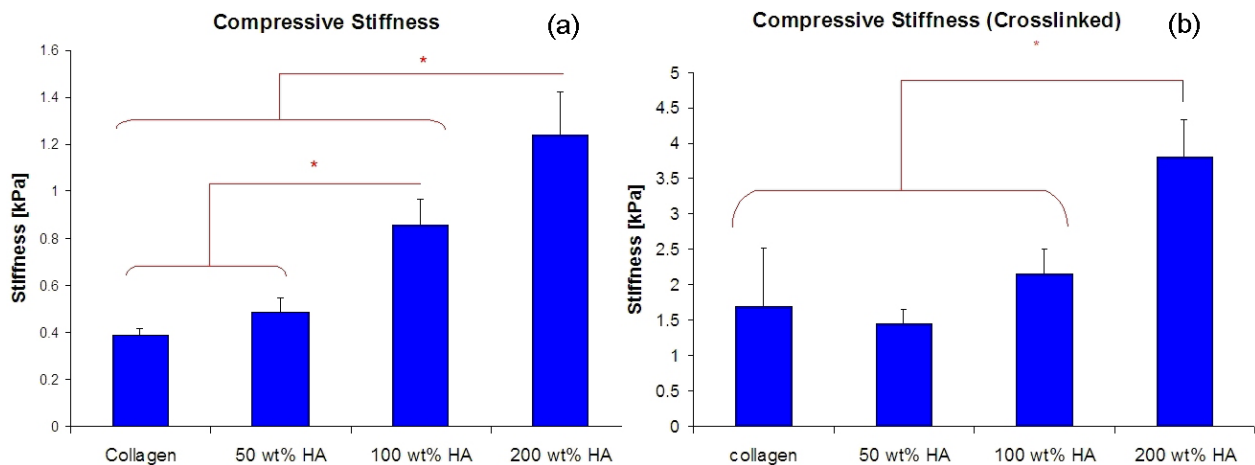 Compressive Stiffness
(a)
Stiffness [kPa]
1.6
1.4
1.2
1
0.8
0.6
0.4
0.2
0
*
*
Collagen
50 wt% HA
100 wt% HA
200 wt% HA
Compressive Stiffness (Crosslinked)
(b)
Stiffness [kPa]
5
4.5
4
3.5
3
2.5
2
1.5
1
0.5
0
*
collagen
50 wt% HA
100 wt% HA
200 wt% HA